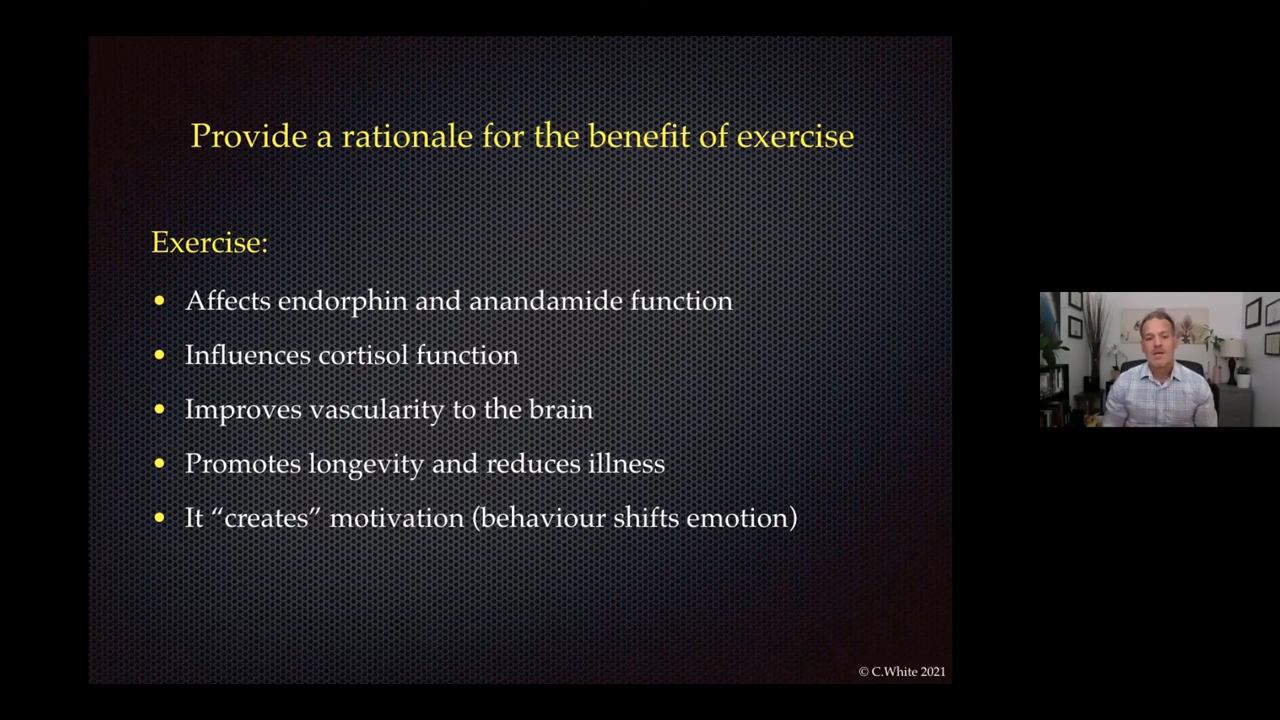 Provide a rationale for the benefit of exercise
Exercise:
• Affects endorphin and anandamide function
• Influences cortisol function
• Improves vascularity to the brain
• Promotes longevity and reduces illness
• It “creates” motivation (behaviour shifts emotion)
© C.White 2021